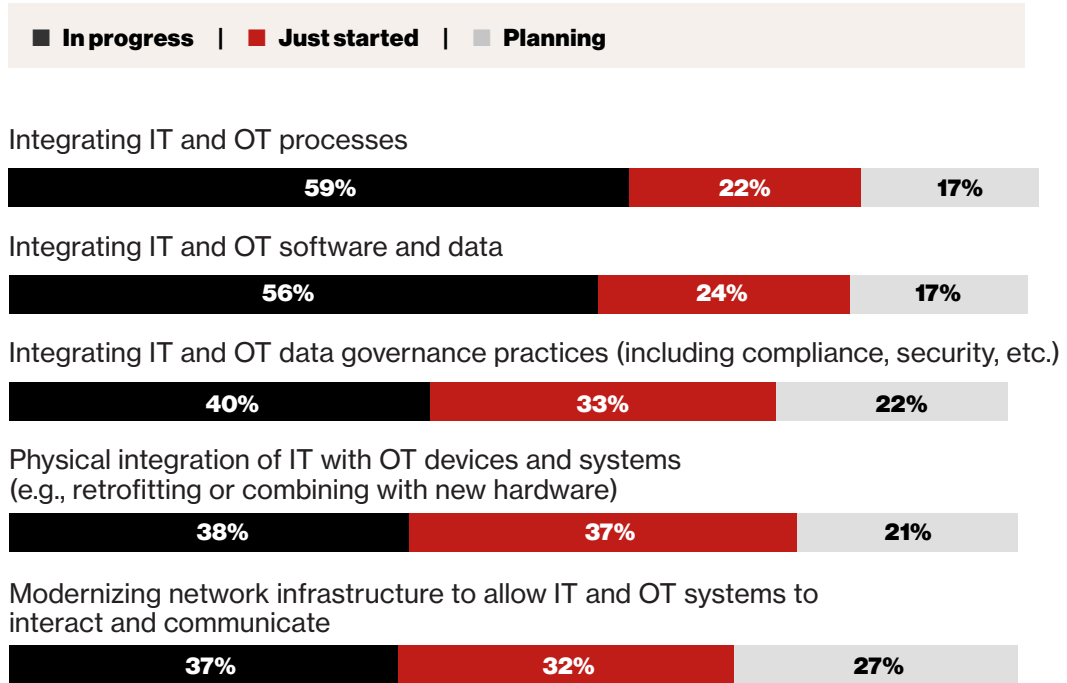 In progress | Just started | Planning
Integrating IT and OT processes
59% 22% 17%
Integrating IT and OT software and data
56% 24% 17%
Integrating IT and OT data governance practices (including compliance, security, etc.)
40% 33% 22%
Physical integration of IT with OT devices and systems
(e.g., retrofitting or combining with new hardware)
38% 37% 21%
Modernizing network infrastructure to allow IT and OT systems to
interact and communicate
37% 32% 27%